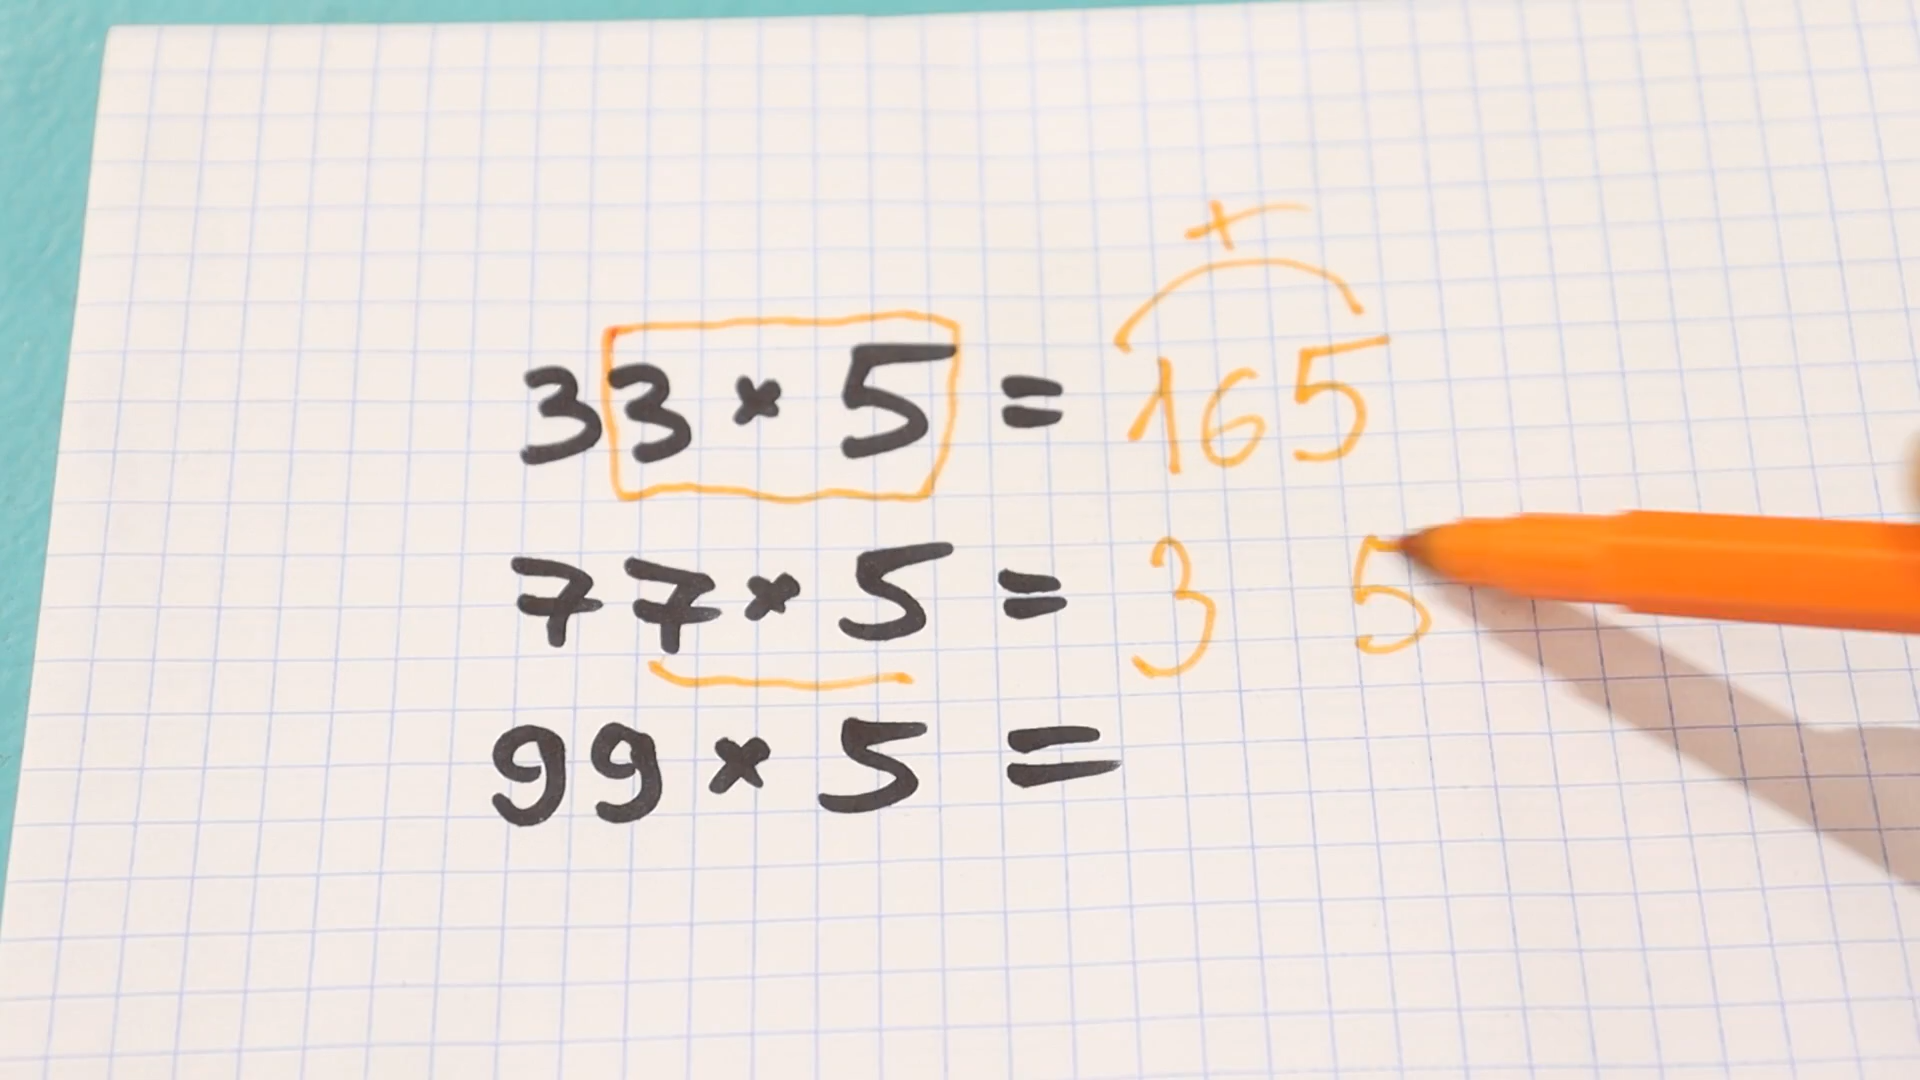 +
33 × 5 = 165
77 × 5 = 3 5
99 × 5 =